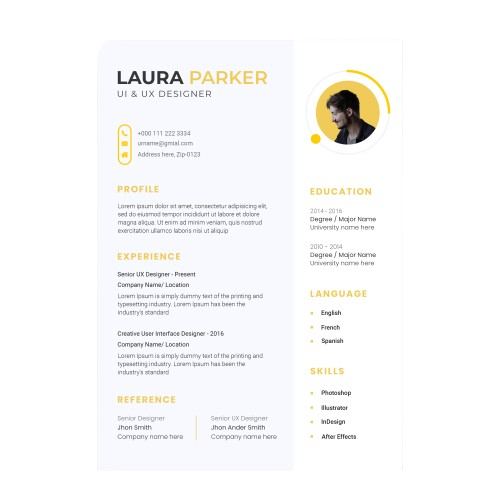 LAURA PARKER
UI & UX DESIGNER
+000 111 222 3334
urname@gmial.com
Address here, Zip-0123
PROFILE
Lorem ipsum dolor sit amet, consectetur adipiscing elit, sed do eiusmod tempor incididunt ut labore et dolore magna aliqua. Ut enim ad minim veniam, quis nostrud exercitation ullamco laboris nisi ut aliquip
EXPERIENCE
Senior UX Designer - Present
Company Name/ Location
Lorem Ipsum is simply dummy text of the printing and typesetting industry. Lorem Ipsum has been the industry's standard
Creative User Interface Designer - 2016
Company Name/ Location
Lorem Ipsum is simply dummy text of the printing and typesetting industry. Lorem Ipsum has been the industry's standard
REFERENCE
Senior Designer
Jhon Smith
Company name here
Senior UX Designer
Jhon Ander Smith
Company name here
EDUCATION
2014 - 2016
Degree / Major Name
University name here
2010 – 2014
Degree / Major Name
University name here
LANGUAGE
English
French
Spanish
SKILLS
Photoshop
Illustrator
InDesign
After Effects